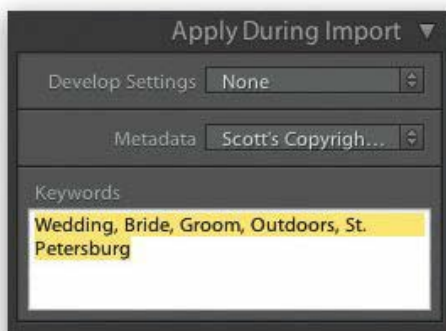 Apply During Import ▼
Develop Settings None
Metadata Scott's Copyrigh...
Keywords
Wedding, Bride, Groom, Outdoors, St.
Petersburg